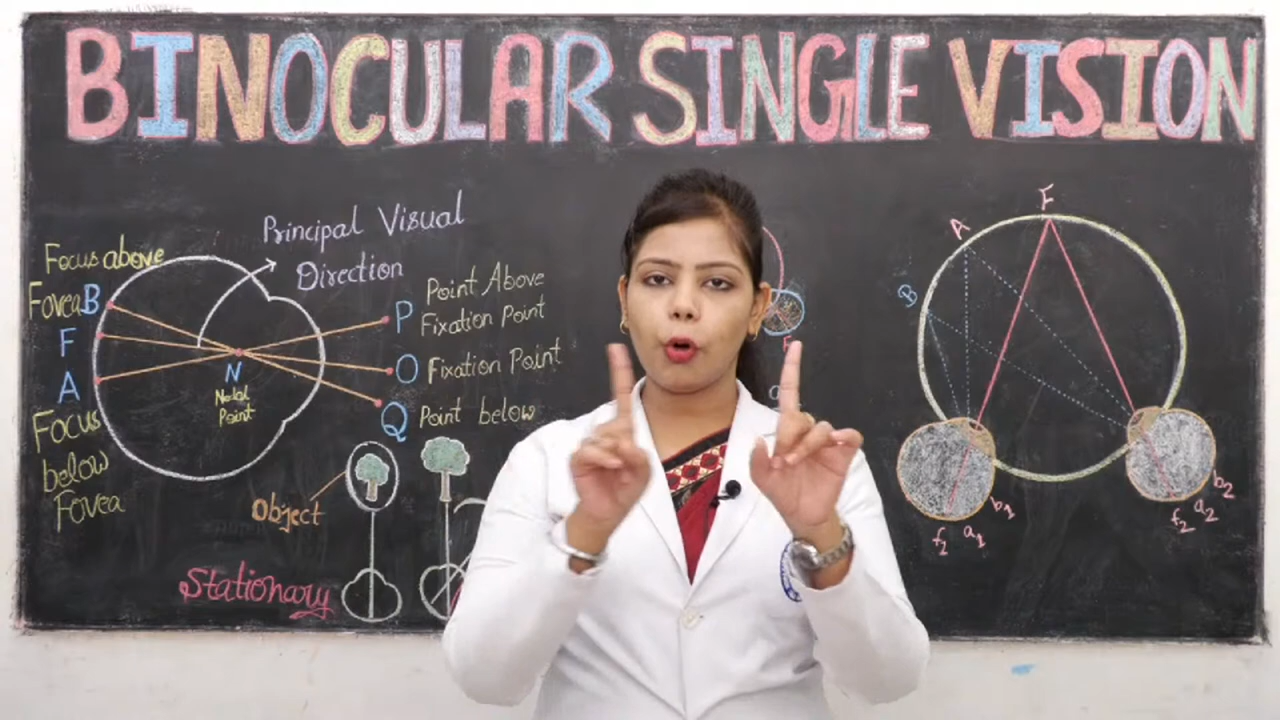 BINOCULAR SINGLE VISION
Principal Visual
Direction
Focus above
Fovea B
F
A
Focus
below
Fovea
N
Nodal
Point
P Point Above
Fixation Point
O Fixation Point
Q Point below
Object
Stationary
F
A
B
f1 a1 b1
f2 a2 b2